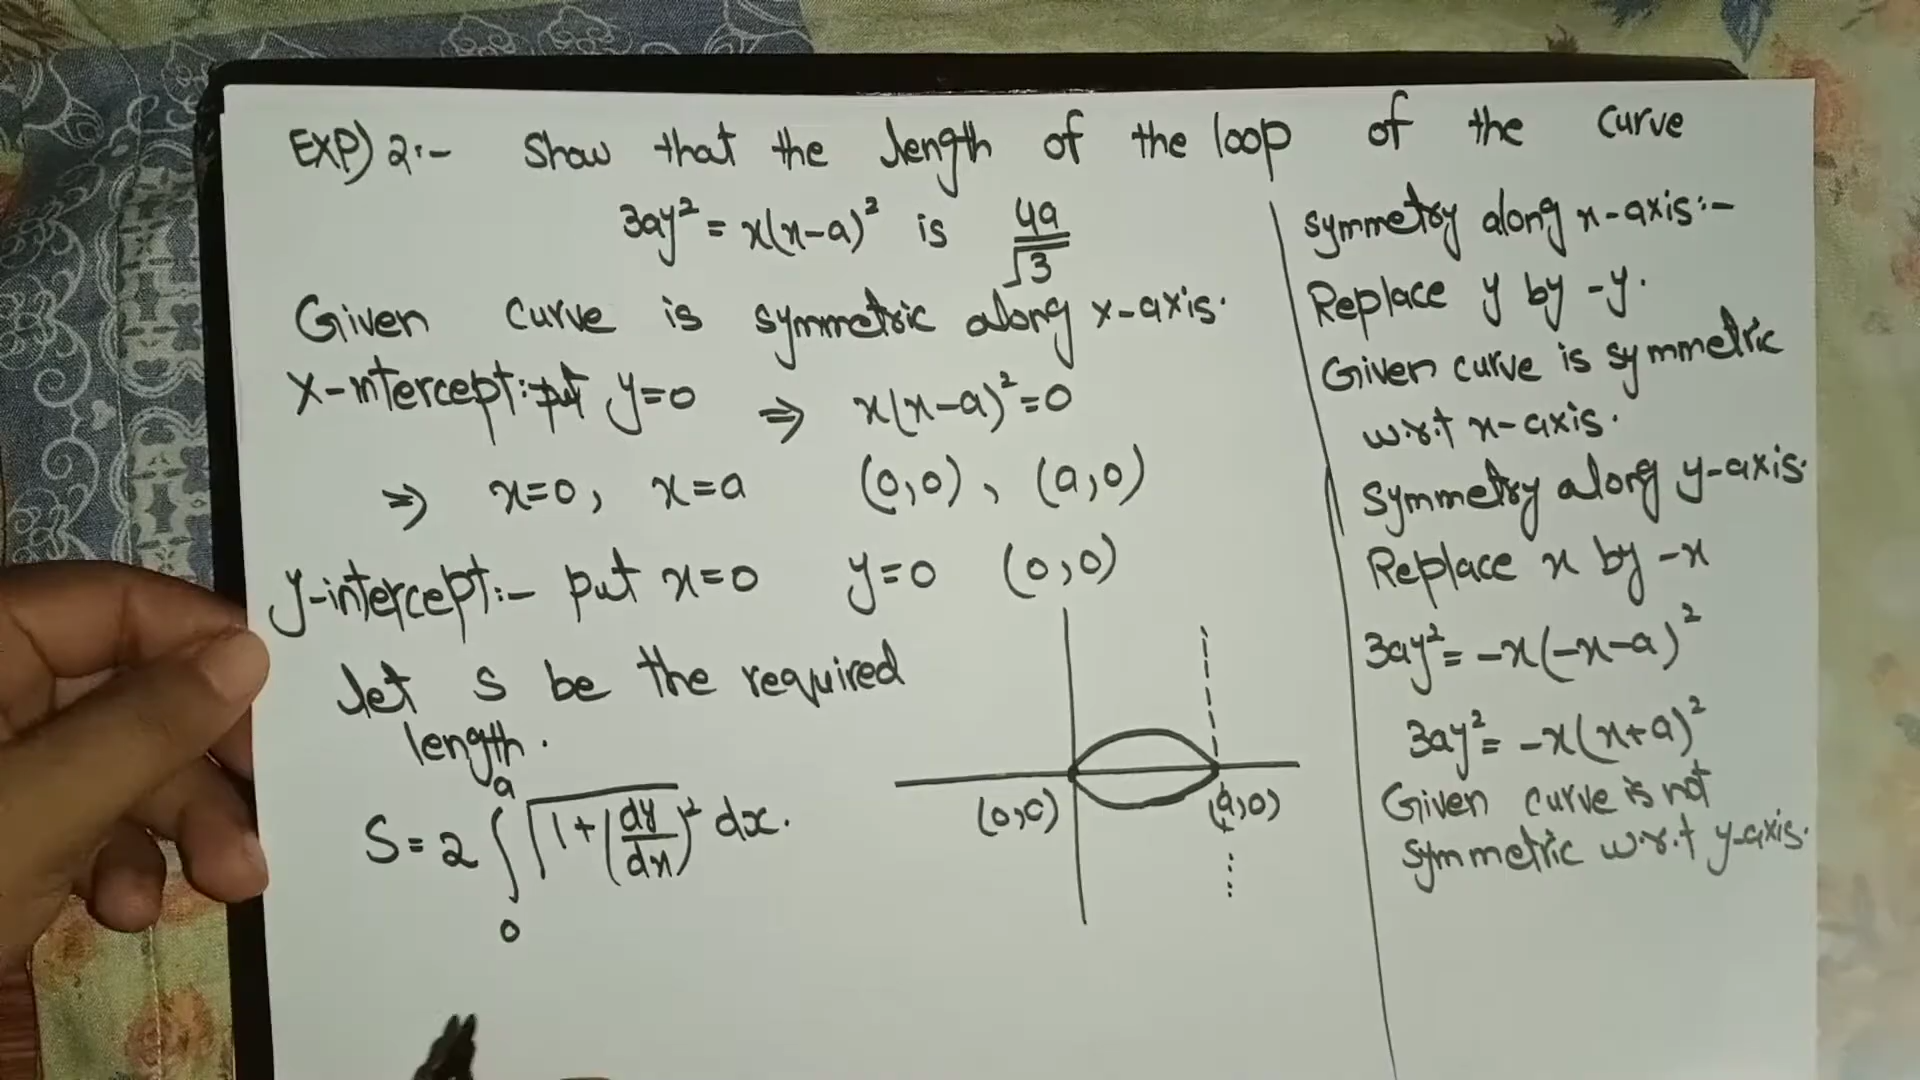 EXP) 2:- Show that the length of the loop of the curve
3ay² = x(x-a)² is 4a/√3
Given curve is symmetric along x-axis.
X-intercept:- put y=0 ⇒ x(x-a)²=0
⇒ x=0, x=a (0,0), (a,0)
y-intercept:- put x=0 y=0 (0,0)
Let S be the required
length.
S = 2 ∫₀ᵃ √(1+(dy/dx)²) dx.
(0,0) (a,0)
symmetry along x-axis:-
Replace y by -y.
Given curve is symmetric
w.r.t x-axis.
Symmetry along y-axis.
Replace x by -x
3ay² = -x(-x-a)²
3ay² = -x(x+a)²
Given curve is not
symmetric w.r.t y-axis.